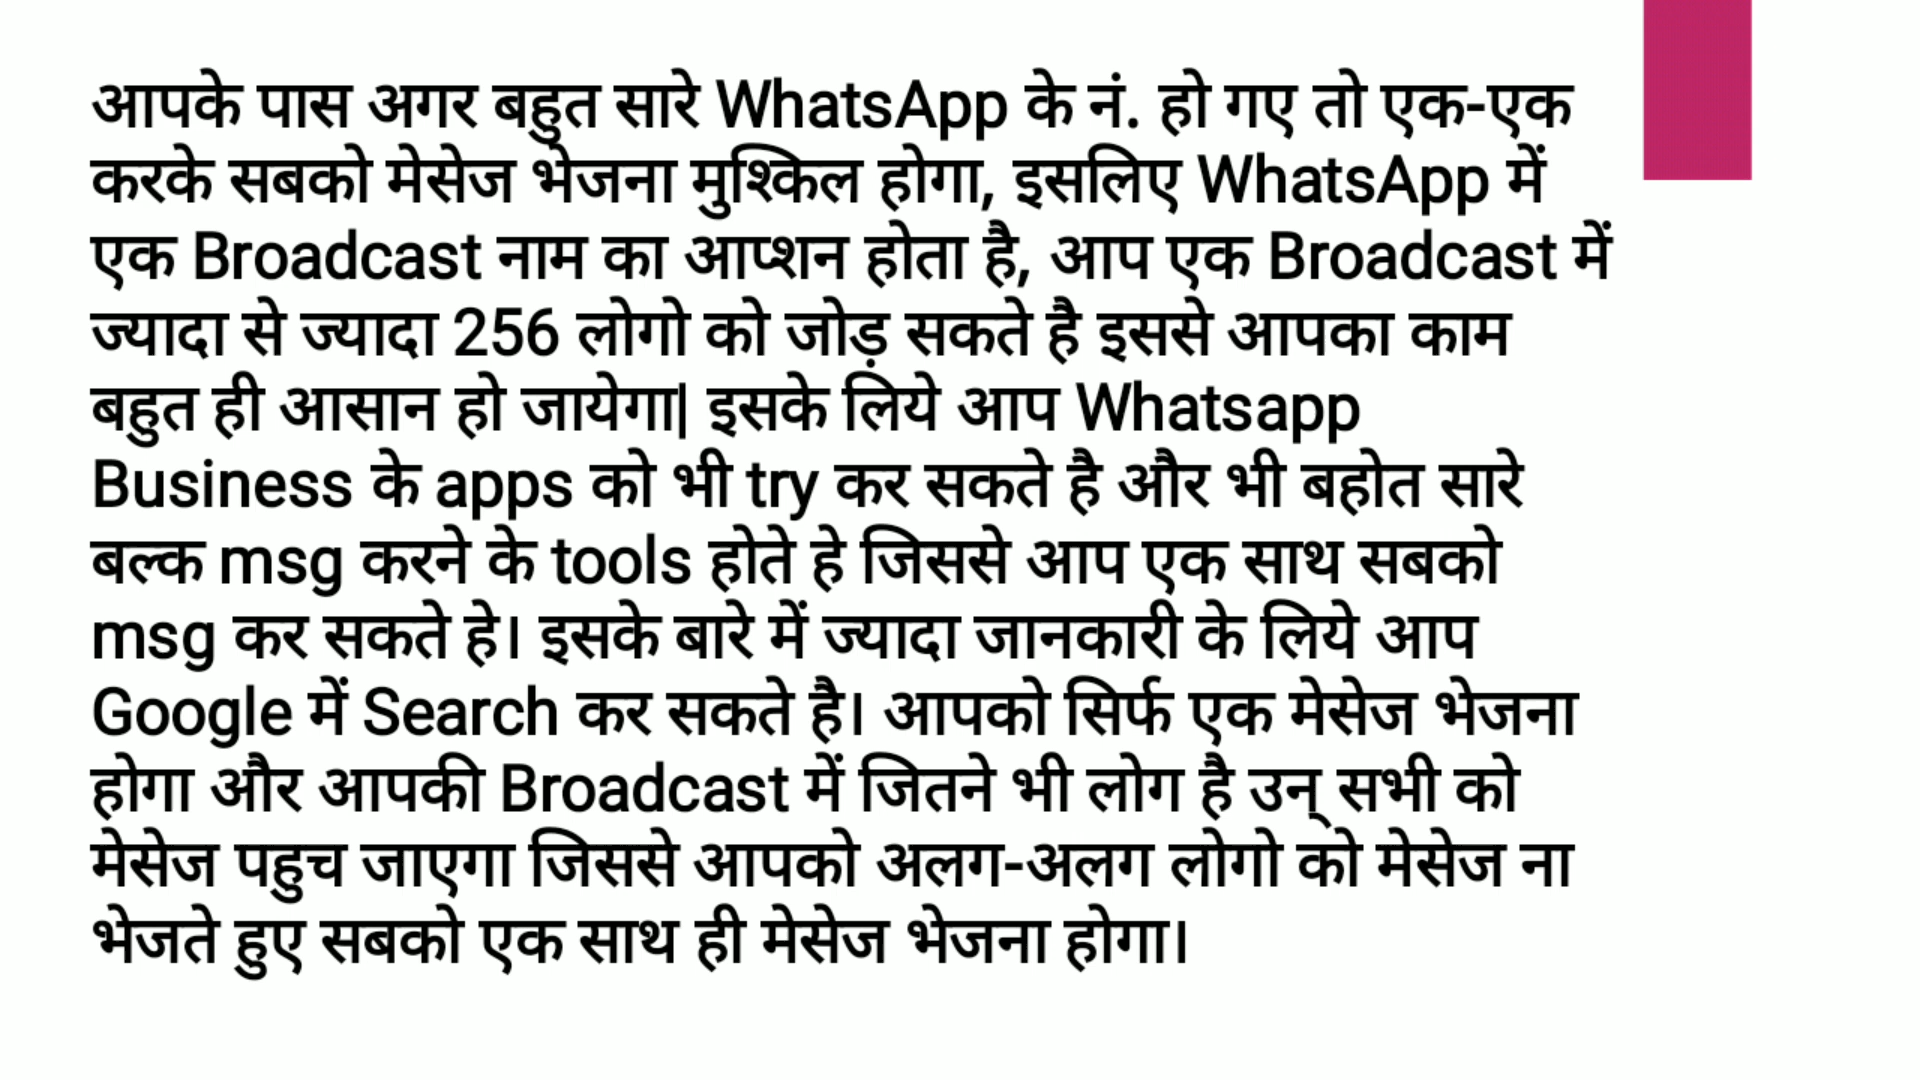 आपके पास अगर बहुत सारे WhatsApp के नं. हो गए तो एक-एक
करके सबको मेसेज भेजना मुश्किल होगा, इसलिए WhatsApp में
एक Broadcast नाम का आप्शन होता है, आप एक Broadcast में
ज्यादा से ज्यादा 256 लोगो को जोड़ सकते है इससे आपका काम
बहुत ही आसान हो जायेगा| इसके लिये आप Whatsapp
Business के apps को भी try कर सकते है और भी बहोत सारे
बल्क msg करने के tools होते हे जिससे आप एक साथ सबको
msg कर सकते हे। इसके बारे में ज्यादा जानकारी के लिये आप
Google में Search कर सकते है। आपको सिर्फ एक मेसेज भेजना
होगा और आपकी Broadcast में जितने भी लोग है उन् सभी को
मेसेज पहुच जाएगा जिससे आपको अलग-अलग लोगो को मेसेज ना
भेजते हुए सबको एक साथ ही मेसेज भेजना होगा।